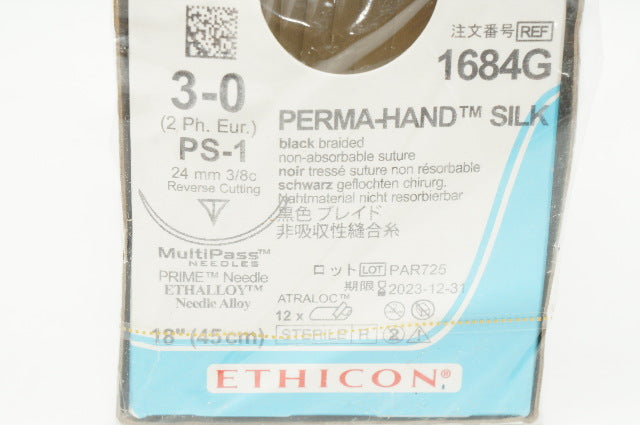 注文番号 REF
1684G
3-0
(2 Ph. Eur.)
PS-1
24 mm 3/8c
Reverse Cutting
PERMA-HAND™ SILK
black braided
non-absorbable suture
noir tressé suture non résorbable
schwarz geflochten chirurg.
Nahtmaterial nicht resorbierbar
黒色 ブレイド
非吸収性縫合糸
MultiPass™
NEEDLES
PRIME™ Needle
ETHALLOY™
Needle Alloy
ロット LOT PAR725
期限 2023-12-31
ATRALOC™
12 x
18" (45cm)
STERILE R 2
ETHICON®